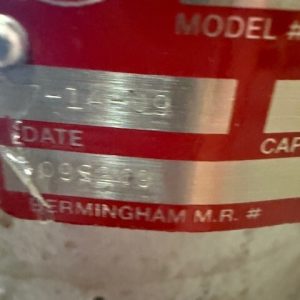 MODEL #
7-14-09
DATE
CAP
BERMINGHAM M.R. #